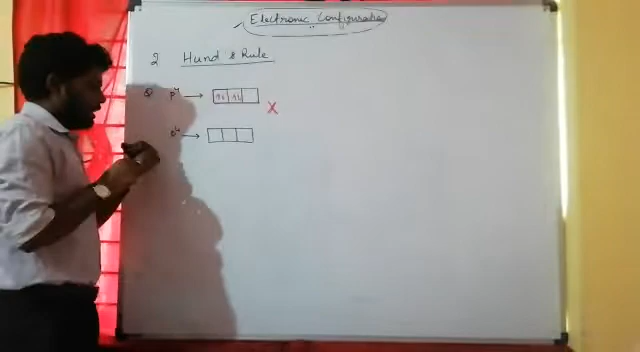 Electronic Configuration
2 Hund's Rule
p⁴ → ↑↓ ↑↓
X
p⁴ →